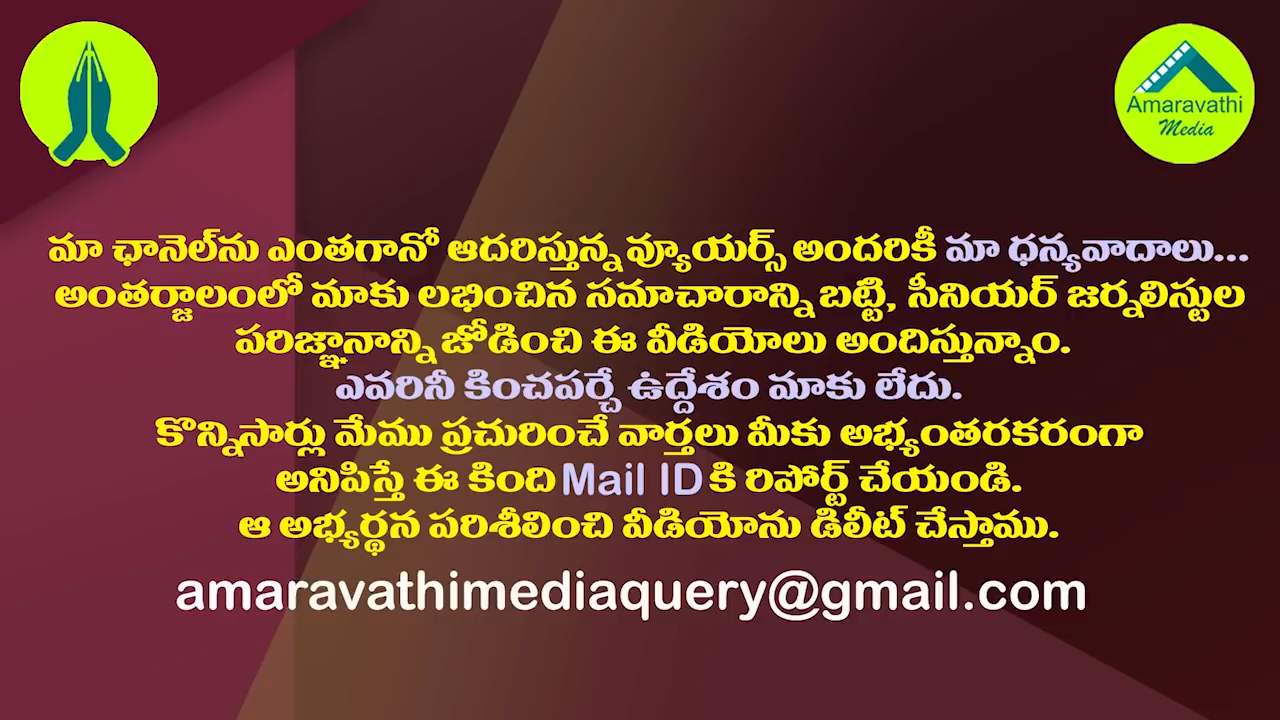 Amaravathi
Media
మా ఛానెల్‌ను ఎంతగానో ఆదరిస్తున్న వ్యూయర్స్ అందరికీ మా ధన్యవాదాలు...
అంతర్జాలంలో మాకు లభించిన సమాచారాన్ని బట్టి, సీనియర్ జర్నలిస్టుల
పరిజ్ఞానాన్ని జోడించి ఈ వీడియోలు అందిస్తున్నాం.
ఎవరినీ కించపర్చే ఉద్దేశం మాకు లేదు.
కొన్నిసార్లు మేము ప్రచురించే వార్తలు మీకు అభ్యంతరకరంగా
అనిపిస్తే ఈ కింది Mail ID కి రిపోర్ట్ చేయండి.
ఆ అభ్యర్థన పరిశీలించి వీడియోను డిలీట్ చేస్తాము.
amaravathimediaquery@gmail.com